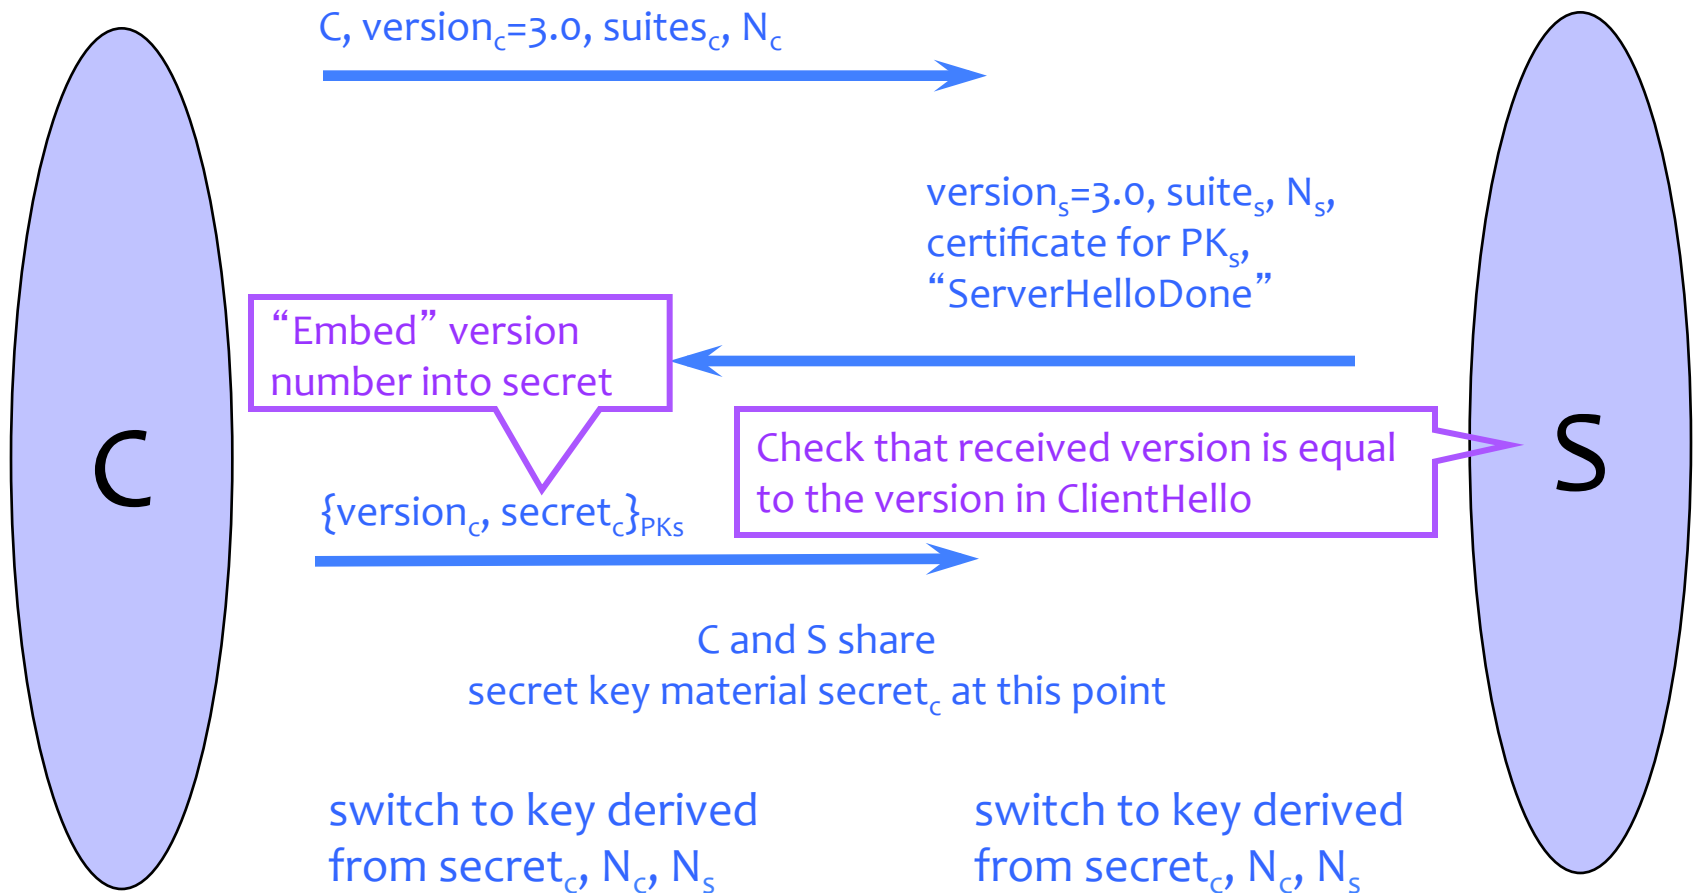 C, version_c=3.0, suites_c, N_c
version_s=3.0, suite_s, N_s,
certificate for PK_s,
“ServerHelloDone”
“Embed” version
number into secret
C
Check that received version is equal
to the version in ClientHello
S
{version_c, secret_c}_PKs
C and S share
secret key material secret_c at this point
switch to key derived
from secret_c, N_c, N_s
switch to key derived
from secret_c, N_c, N_s